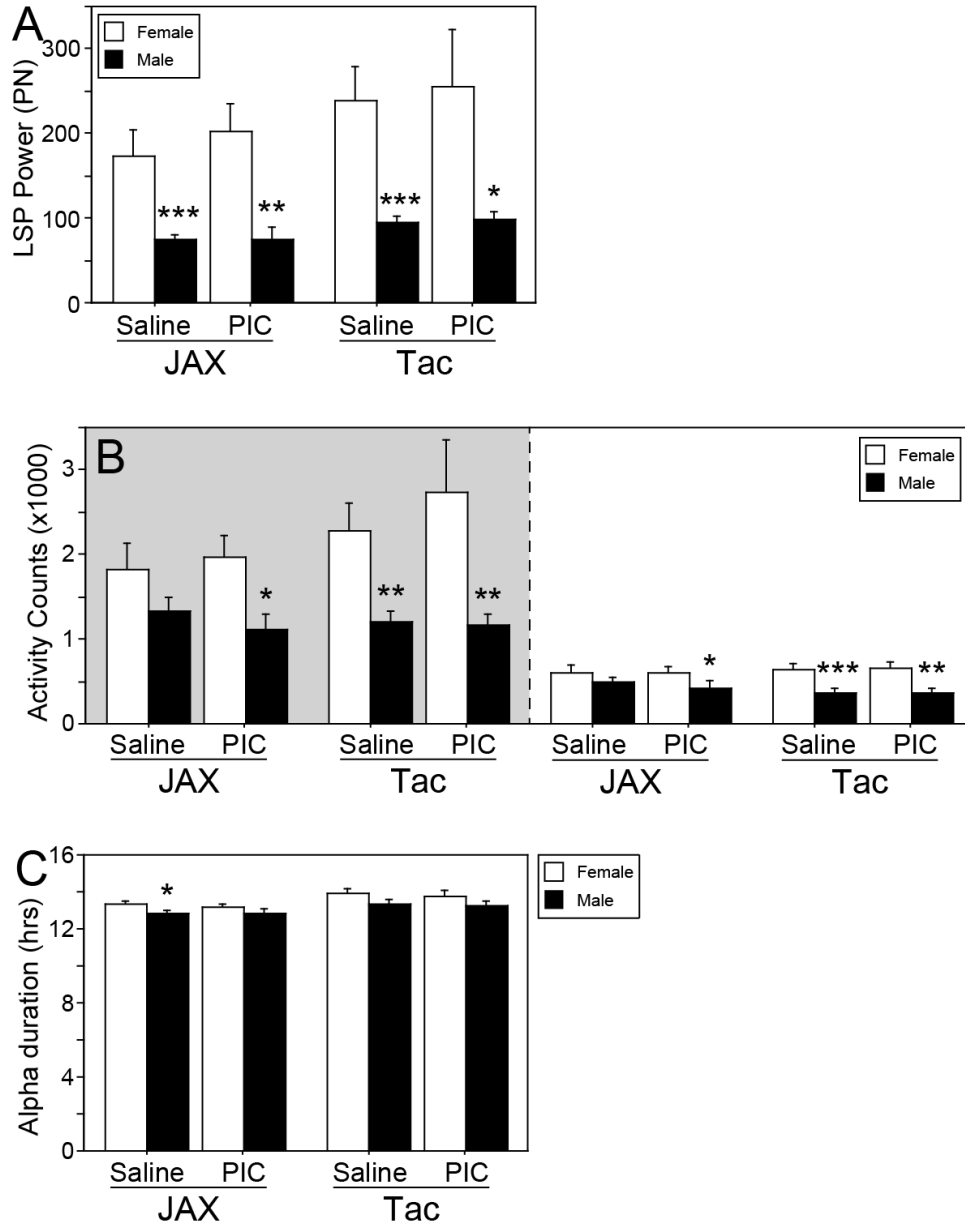 A
Female
Male
LSP Power (PN)
300
200
100
0
***
**
***
*
Saline PIC Saline PIC
JAX Tac
B
Female
Male
Activity Counts (x1000)
3
2
1
0
*
**
**
*
***
**
Saline PIC Saline PIC Saline PIC Saline PIC
JAX Tac JAX Tac
C
Female
Male
Alpha duration (hrs)
16
12
8
4
0
*
Saline PIC Saline PIC
JAX Tac